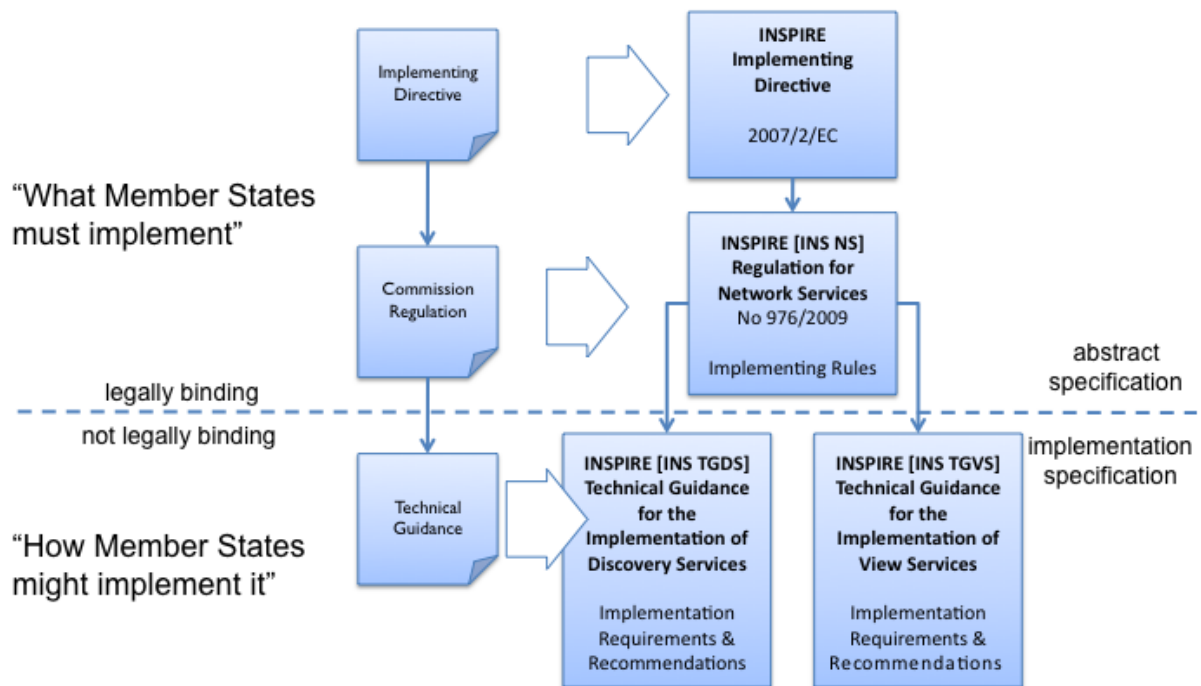 Implementing
Directive
INSPIRE
Implementing
Directive
2007/2/EC
“What Member States
must implement”
Commission
Regulation
INSPIRE [INS NS]
Regulation for
Network Services
No 976/2009
Implementing Rules
abstract
specification
legally binding
not legally binding
implementation
specification
“How Member States
might implement it”
Technical
Guidance
INSPIRE [INS TGDS]
Technical Guidance
for the
Implementation of
Discovery Services
Implementation
Requirements &
Recommendations
INSPIRE [INS TGVS]
Technical Guidance
for the
Implementation of
View Services
Implementation
Requirements &
Recommendations